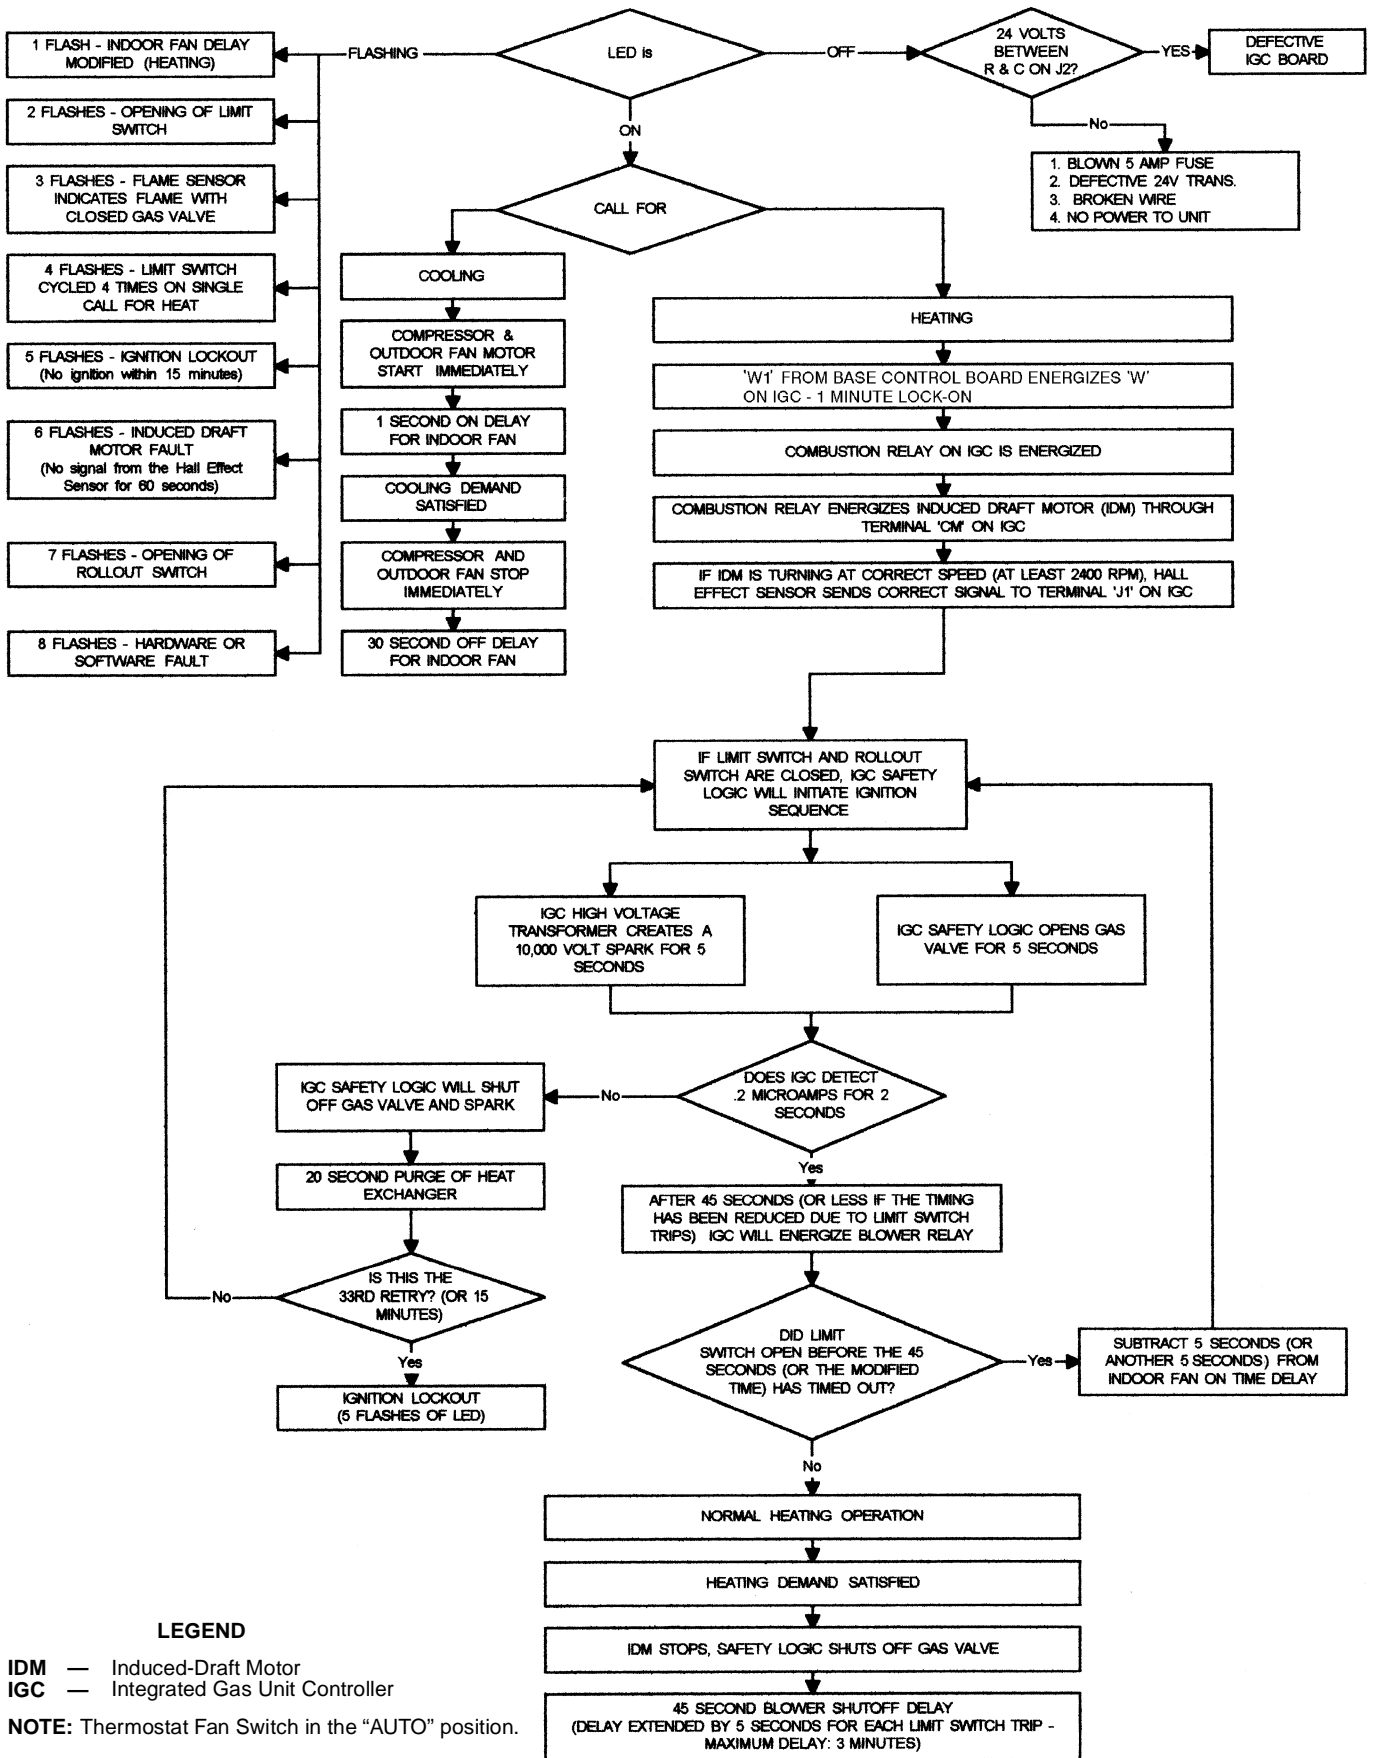 LED is
FLASHING
OFF
ON
24 VOLTS
BETWEEN
R & C ON J2?
YES
DEFECTIVE
IGC BOARD
No
1. BLOWN 5 AMP FUSE
2. DEFECTIVE 24V TRANS.
3. BROKEN WIRE
4. NO POWER TO UNIT
1 FLASH - INDOOR FAN DELAY
MODIFIED (HEATING)
2 FLASHES - OPENING OF LIMIT
SWITCH
3 FLASHES - FLAME SENSOR
INDICATES FLAME WITH
CLOSED GAS VALVE
4 FLASHES - LIMIT SWITCH
CYCLED 4 TIMES ON SINGLE
CALL FOR HEAT
5 FLASHES - IGNITION LOCKOUT
(No ignition within 15 minutes)
6 FLASHES - INDUCED DRAFT
MOTOR FAULT
(No signal from the Hall Effect
Sensor for 60 seconds)
7 FLASHES - OPENING OF
ROLLOUT SWITCH
8 FLASHES - HARDWARE OR
SOFTWARE FAULT
CALL FOR
COOLING
COMPRESSOR &
OUTDOOR FAN MOTOR
START IMMEDIATELY
1 SECOND ON DELAY
FOR INDOOR FAN
COOLING DEMAND
SATISFIED
COMPRESSOR AND
OUTDOOR FAN STOP
IMMEDIATELY
30 SECOND OFF DELAY
FOR INDOOR FAN
HEATING
'W1' FROM BASE CONTROL BOARD ENERGIZES 'W'
ON IGC - 1 MINUTE LOCK-ON
COMBUSTION RELAY ON IGC IS ENERGIZED
COMBUSTION RELAY ENERGIZES INDUCED DRAFT MOTOR (IDM) THROUGH
TERMINAL 'CM' ON IGC
IF IDM IS TURNING AT CORRECT SPEED (AT LEAST 2400 RPM), HALL
EFFECT SENSOR SENDS CORRECT SIGNAL TO TERMINAL 'J1' ON IGC
IF LIMIT SWITCH AND ROLLOUT
SWITCH ARE CLOSED, IGC SAFETY
LOGIC WILL INITIATE IGNITION
SEQUENCE
IGC HIGH VOLTAGE
TRANSFORMER CREATES A
10,000 VOLT SPARK FOR 5
SECONDS
IGC SAFETY LOGIC OPENS GAS
VALVE FOR 5 SECONDS
DOES IGC DETECT
.2 MICROAMPS FOR 2
SECONDS
No
IGC SAFETY LOGIC WILL SHUT
OFF GAS VALVE AND SPARK
20 SECOND PURGE OF HEAT
EXCHANGER
IS THIS THE
33RD RETRY? (OR 15
MINUTES)
No
Yes
IGNITION LOCKOUT
(5 FLASHES OF LED)
Yes
AFTER 45 SECONDS (OR LESS IF THE TIMING
HAS BEEN REDUCED DUE TO LIMIT SWITCH
TRIPS) IGC WILL ENERGIZE BLOWER RELAY
DID LIMIT
SWITCH OPEN BEFORE THE 45
SECONDS (OR THE MODIFIED
TIME) HAS TIMED OUT?
Yes
SUBTRACT 5 SECONDS (OR
ANOTHER 5 SECONDS) FROM
INDOOR FAN ON TIME DELAY
No
NORMAL HEATING OPERATION
HEATING DEMAND SATISFIED
IDM STOPS, SAFETY LOGIC SHUTS OFF GAS VALVE
45 SECOND BLOWER SHUTOFF DELAY
(DELAY EXTENDED BY 5 SECONDS FOR EACH LIMIT SWITCH TRIP -
MAXIMUM DELAY: 3 MINUTES)
LEGEND
IDM — Induced-Draft Motor
IGC — Integrated Gas Unit Controller
NOTE: Thermostat Fan Switch in the “AUTO” position.